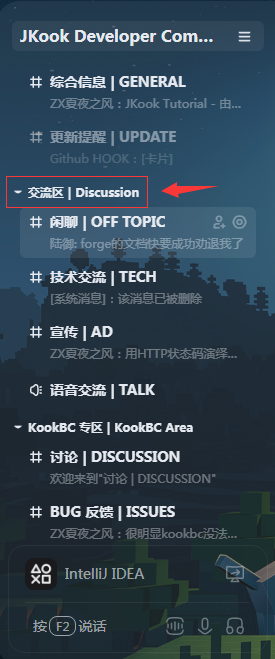 JKook Developer Com...
综合信息 | GENERAL
ZX夏夜之风：JKook Tutorial - 由...
更新提醒 | UPDATE
Github HOOK：[卡片]
交流区 | Discussion
闲聊 | OFF TOPIC
陆御: forge的文档快要成功劝退我了
技术交流 | TECH
[系统消息]：该消息已被删除
宣传 | AD
ZX夏夜之风：用HTTP状态码演绎...
语音交流 | TALK
KookBC 专区 | KookBC Area
讨论 | DISCUSSION
欢迎来到"讨论 | DISCUSSION"
BUG 反馈 | ISSUES
ZX夏夜之风：很明显kookbc没法...
IntelliJ IDEA
按 F2 说话